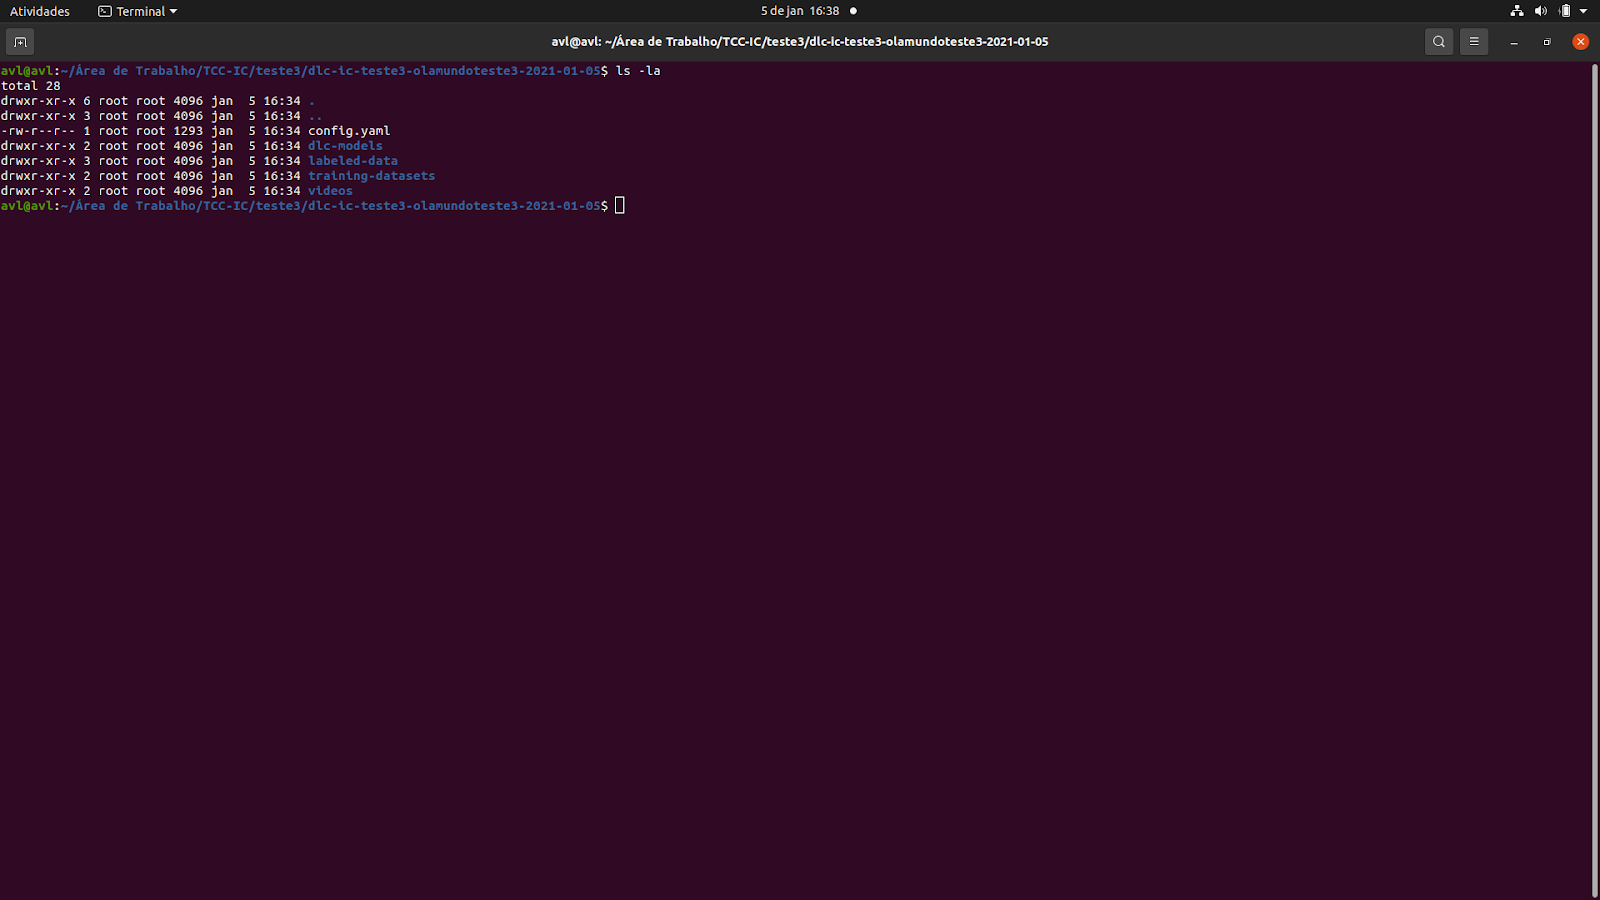 Atividades Terminal 5 de jan 16:38
avl@avl: ~/Área de Trabalho/TCC-IC/teste3/dlc-ic-teste3-olamundoteste3-2021-01-05
avl@avl:~/Área de Trabalho/TCC-IC/teste3/dlc-ic-teste3-olamundoteste3-2021-01-05$ ls -la
total 28
drwxr-xr-x 6 root root 4096 jan  5 16:34 .
drwxr-xr-x 3 root root 4096 jan  5 16:34 ..
-rw-r--r-- 1 root root 1293 jan  5 16:34 config.yaml
drwxr-xr-x 2 root root 4096 jan  5 16:34 dlc-models
drwxr-xr-x 3 root root 4096 jan  5 16:34 labeled-data
drwxr-xr-x 2 root root 4096 jan  5 16:34 training-datasets
drwxr-xr-x 2 root root 4096 jan  5 16:34 videos
avl@avl:~/Área de Trabalho/TCC-IC/teste3/dlc-ic-teste3-olamundoteste3-2021-01-05$